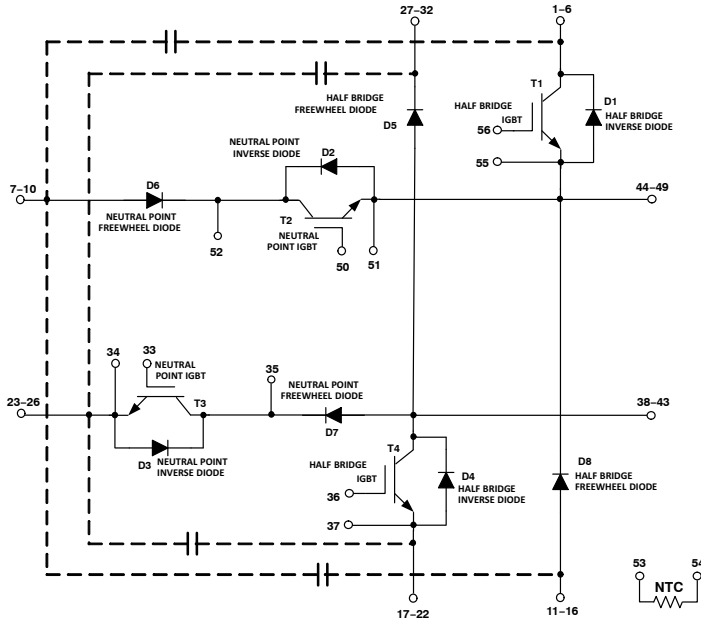 27–32
1–6
HALF BRIDGE
FREEWHEEL DIODE
D5
T1
HALF BRIDGE
IGBT
56
D1
HALF BRIDGE
INVERSE DIODE
55
NEUTRAL POINT
INVERSE DIODE
D2
7–10
D6
NEUTRAL POINT
FREEWHEEL DIODE
52
T2
NEUTRAL
POINT IGBT
50
51
44–49
34
33
NEUTRAL
POINT IGBT
T3
35
NEUTRAL POINT
FREEWHEEL DIODE
D7
23–26
38–43
D3
NEUTRAL POINT
INVERSE DIODE
HALF BRIDGE
IGBT
T4
36
D4
HALF BRIDGE
INVERSE DIODE
37
D8
HALF BRIDGE
FREEWHEEL DIODE
17–22
11–16
53
54
NTC